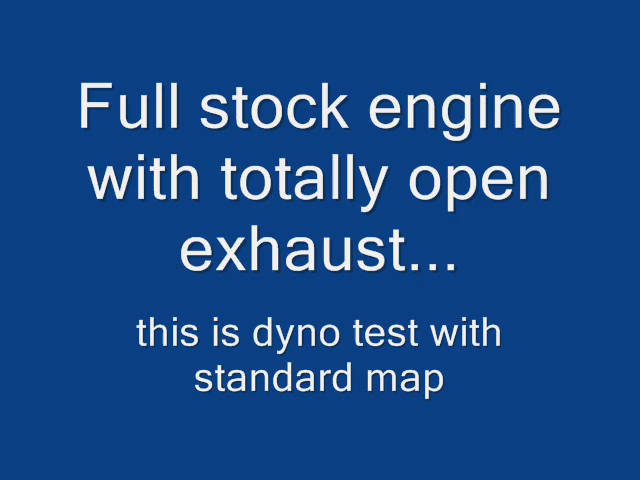 Full stock engine
with totally open
exhaust...
this is dyno test with
standard map